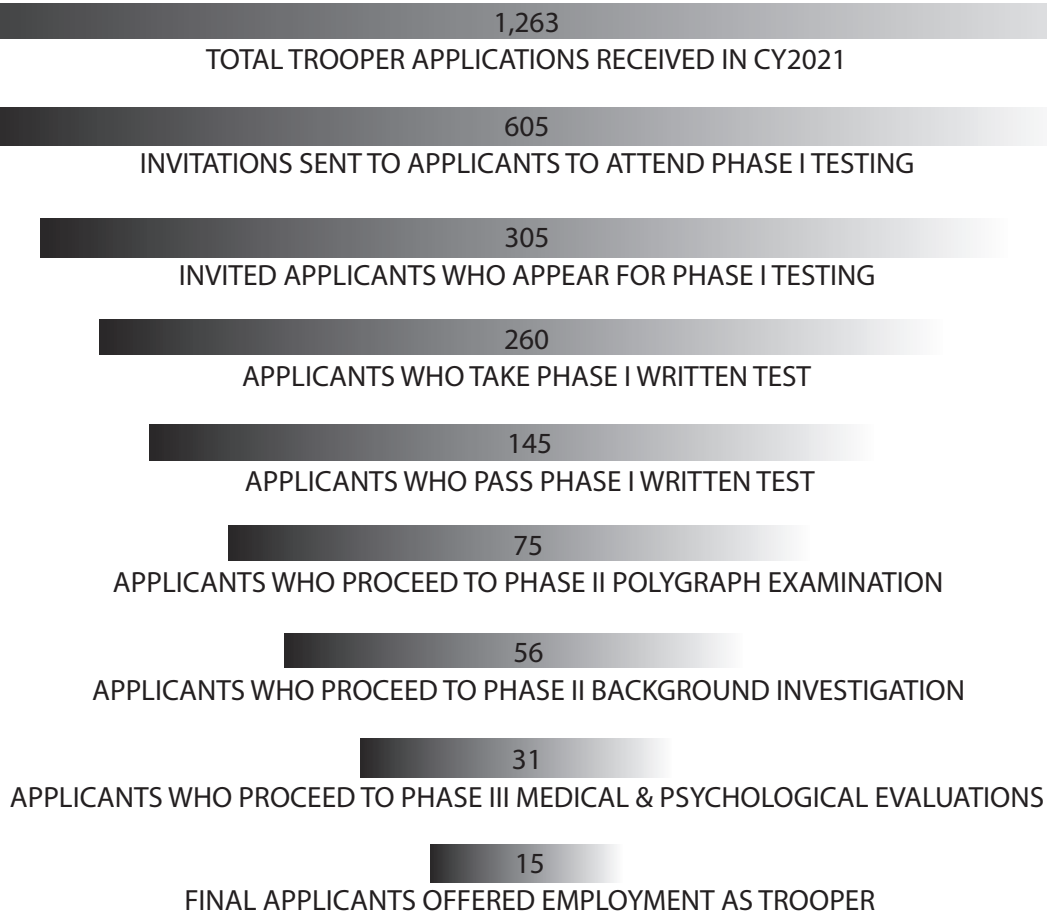 1,263
TOTAL TROOPER APPLICATIONS RECEIVED IN CY2021
605
INVITATIONS SENT TO APPLICANTS TO ATTEND PHASE I TESTING
305
INVITED APPLICANTS WHO APPEAR FOR PHASE I TESTING
260
APPLICANTS WHO TAKE PHASE I WRITTEN TEST
145
APPLICANTS WHO PASS PHASE I WRITTEN TEST
75
APPLICANTS WHO PROCEED TO PHASE II POLYGRAPH EXAMINATION
56
APPLICANTS WHO PROCEED TO PHASE II BACKGROUND INVESTIGATION
31
APPLICANTS WHO PROCEED TO PHASE III MEDICAL & PSYCHOLOGICAL EVALUATIONS
15
FINAL APPLICANTS OFFERED EMPLOYMENT AS TROOPER